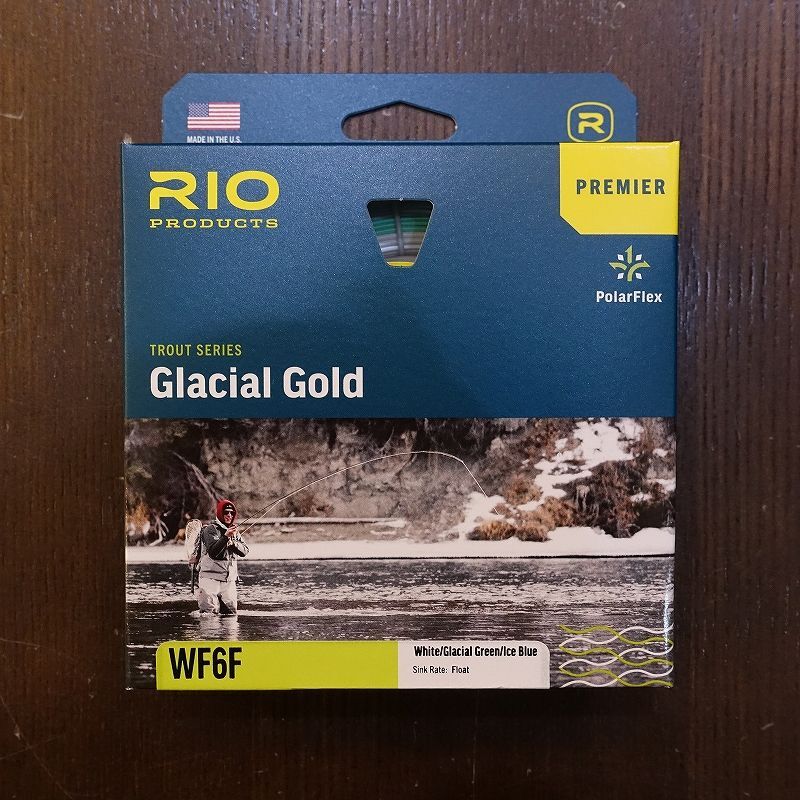 MADE IN THE U.S.
R
RIO
PRODUCTS
PREMIER
PolarFlex
TROUT SERIES
Glacial Gold
WF6F
White/Glacial Green/Ice Blue
Sink Rate: Float